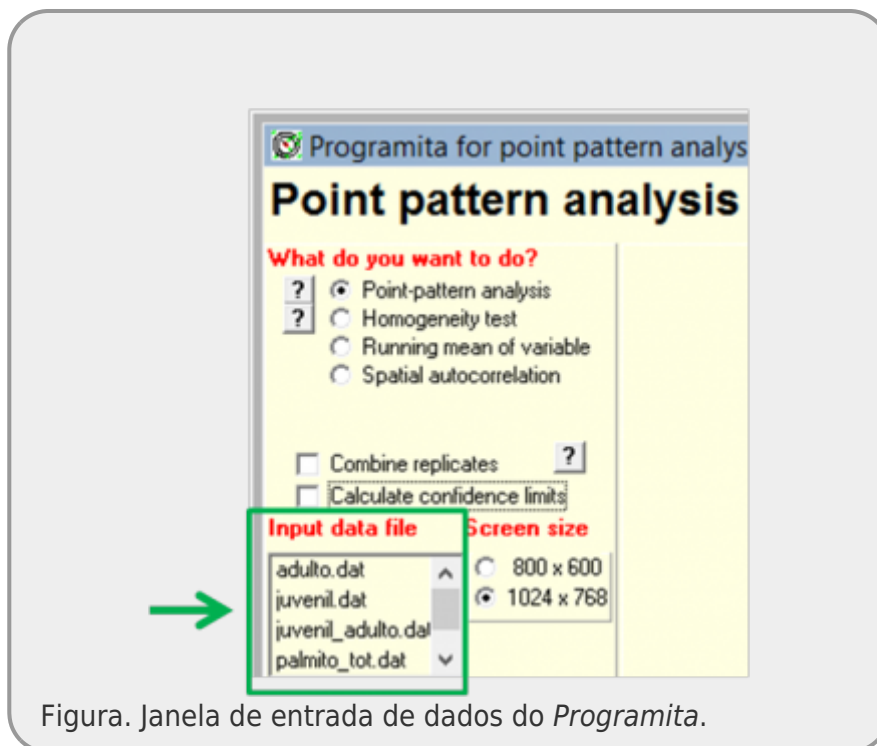 Programita for point pattern analys
Point pattern analysis
What do you want to do?
? Point-pattern analysis
? Homogeneity test
Running mean of variable
Spatial autocorrelation
Combine replicates ?
Calculate confidence limits
Input data file Screen size
adulto.dat 800 x 600
juvenil.dat 1024 x 768
juvenil_adulto.dat
palmito_tot.dat
Figura. Janela de entrada de dados do Programita.